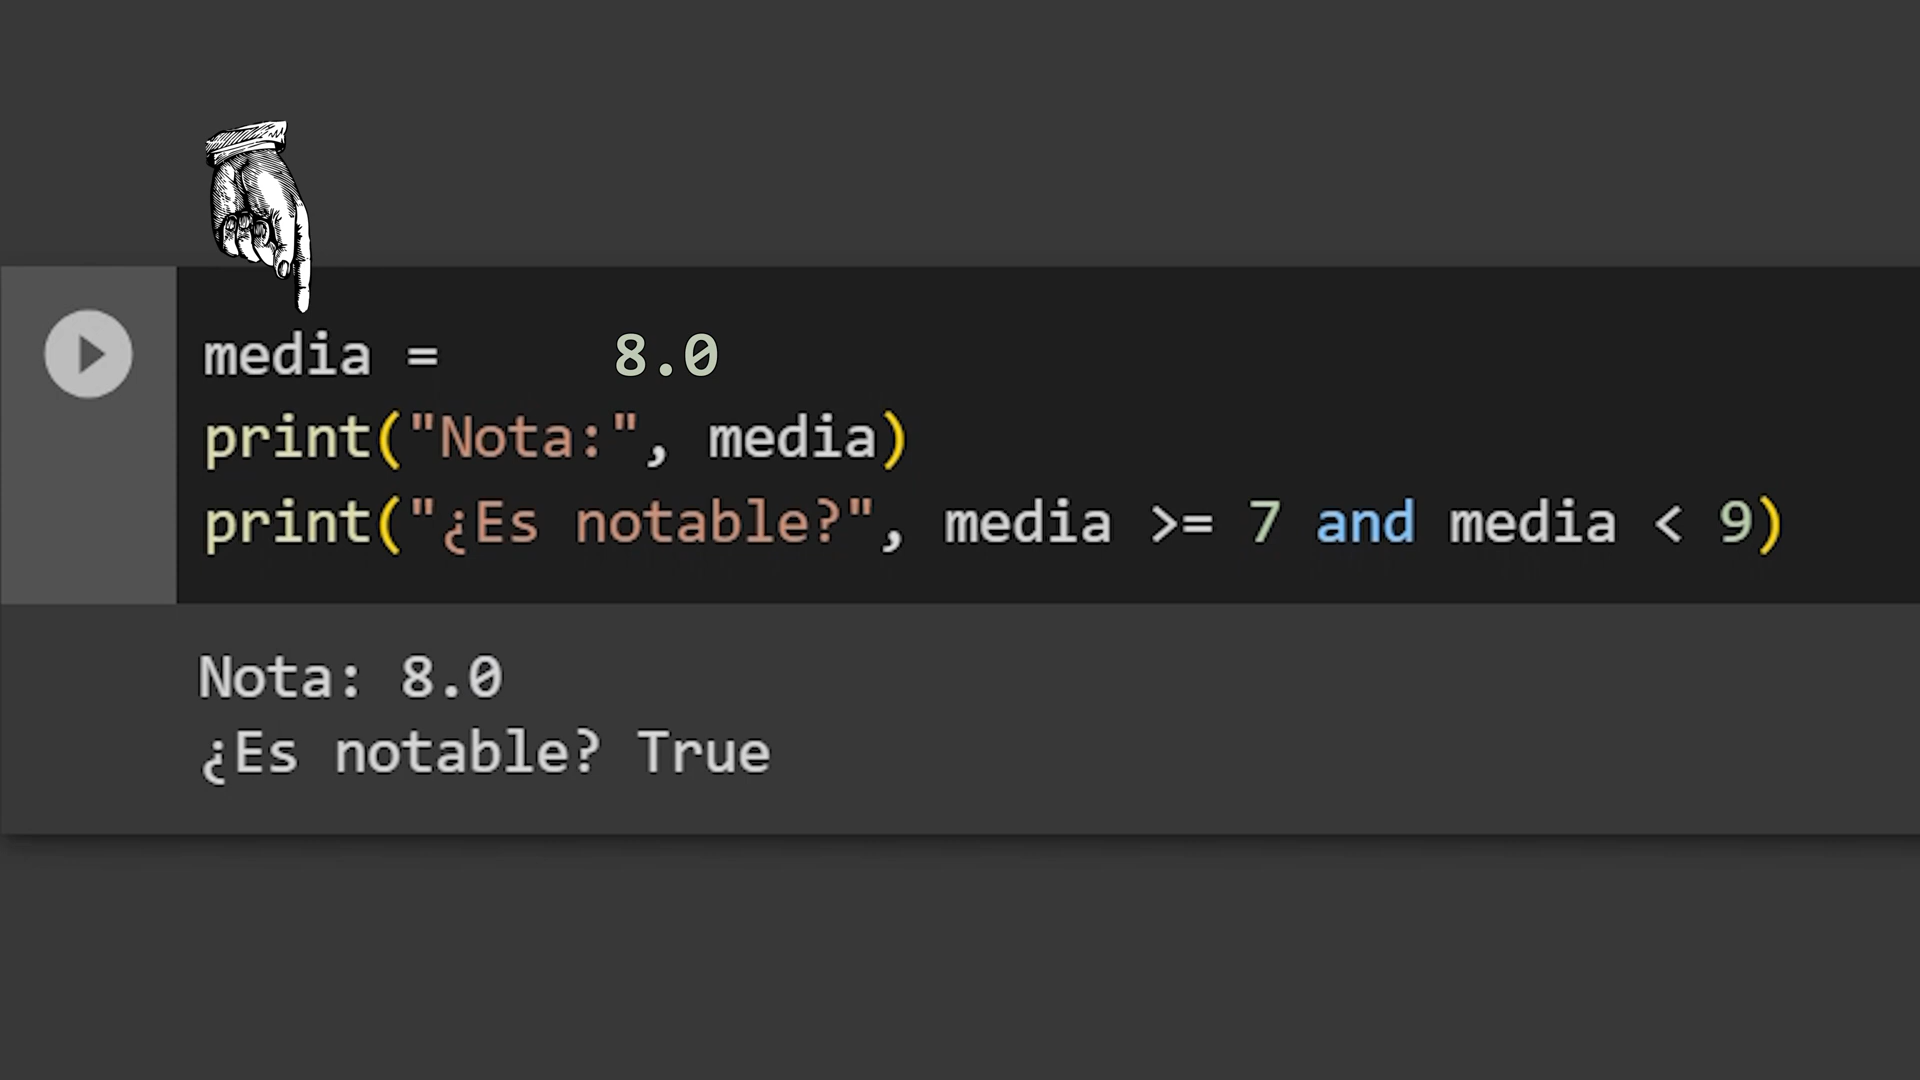 media =     8.0
print("Nota:", media)
print("¿Es notable?", media >= 7 and media < 9)
Nota: 8.0
¿Es notable? True